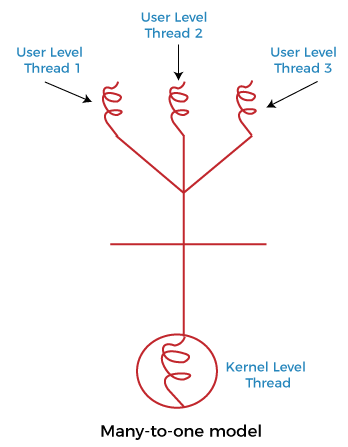 User Level
Thread 2
User Level
Thread 1
User Level
Thread 3
Kernel Level
Thread
Many-to-one model